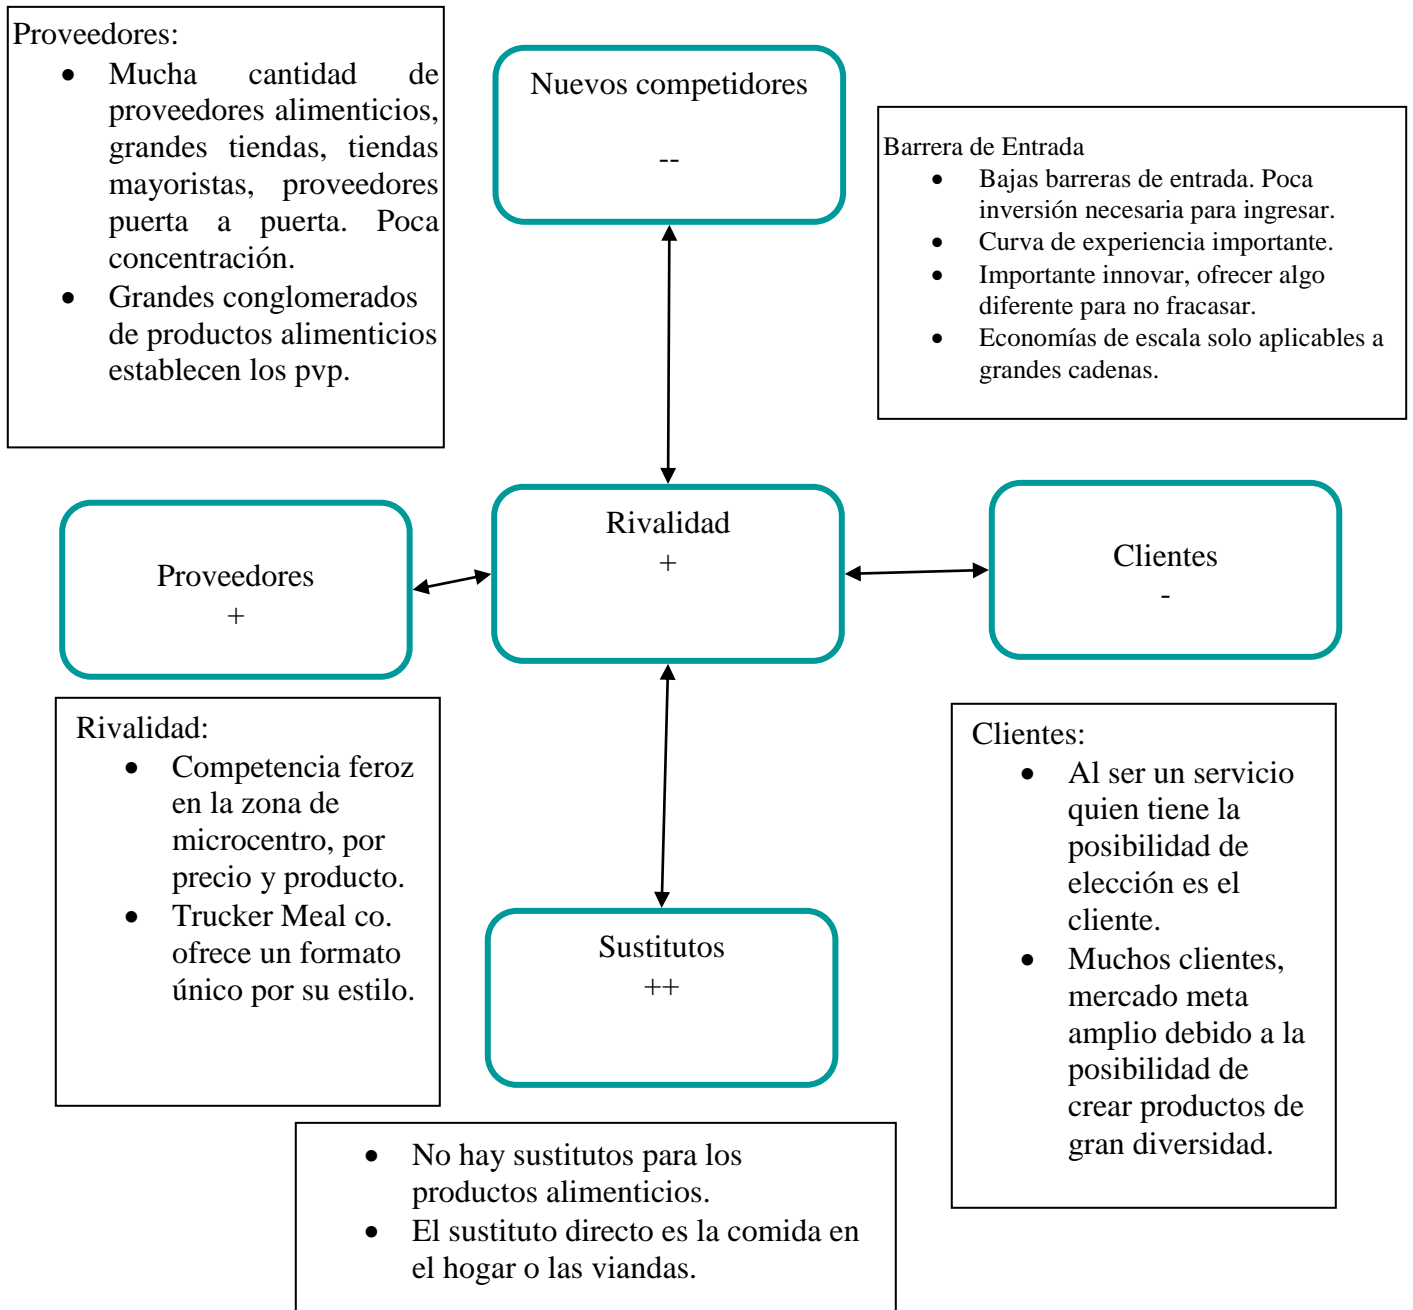 Proveedores:
• Mucha cantidad de
proveedores alimenticios,
grandes tiendas, tiendas
mayoristas, proveedores
puerta a puerta. Poca
concentración.
• Grandes conglomerados
de productos alimenticios
establecen los pvp.
Nuevos competidores
--
Barrera de Entrada
• Bajas barreras de entrada. Poca
inversión necesaria para ingresar.
• Curva de experiencia importante.
• Importante innovar, ofrecer algo
diferente para no fracasar.
• Economías de escala solo aplicables a
grandes cadenas.
Proveedores
+
Rivalidad
+
Clientes
-
Rivalidad:
• Competencia feroz
en la zona de
microcentro, por
precio y producto.
• Trucker Meal co.
ofrece un formato
único por su estilo.
Sustitutos
++
Clientes:
• Al ser un servicio
quien tiene la
posibilidad de
elección es el
cliente.
• Muchos clientes,
mercado meta
amplio debido a la
posibilidad de
crear productos de
gran diversidad.
• No hay sustitutos para los
productos alimenticios.
• El sustituto directo es la comida en
el hogar o las viandas.